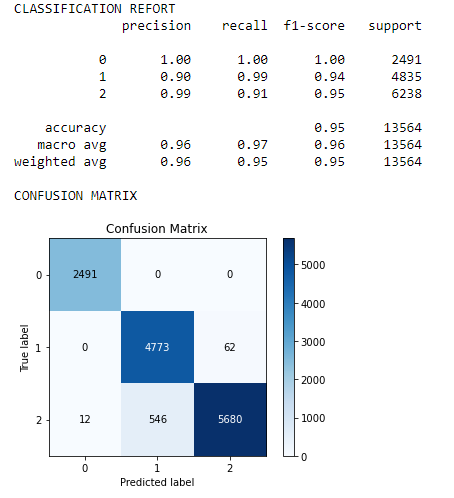 CLASSIFICATION REFORT
precision recall f1-score support
0 1.00 1.00 1.00 2491
1 0.90 0.99 0.94 4835
2 0.99 0.91 0.95 6238
accuracy 0.95 13564
macro avg 0.96 0.97 0.96 13564
weighted avg 0.96 0.95 0.95 13564
CONFUSION MATRIX
Confusion Matrix
True label
0 2491 0 0
1 0 4773 62
2 12 546 5680
0 1 2
Predicted label
5000
4000
3000
2000
1000
0